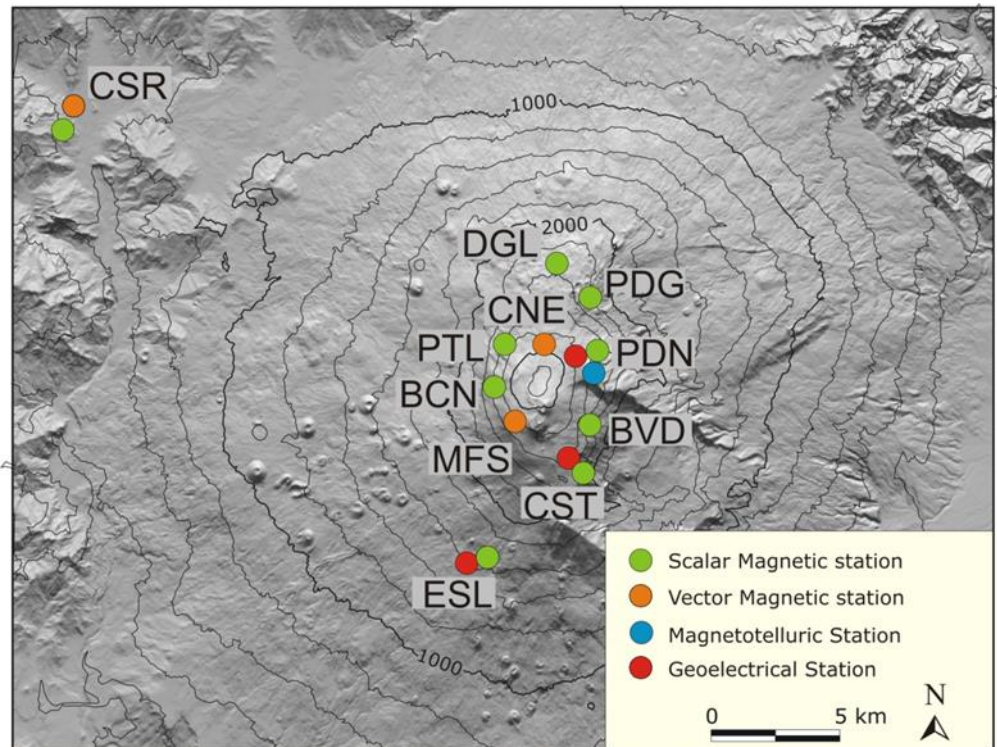 CSR
1000
2000
DGL
PDG
CNE
PTL
PDN
BCN
BVD
MFS
CST
ESL
1000
Scalar Magnetic station
Vector Magnetic station
Magnetotelluric Station
Geoelectrical Station
N
0 5 km